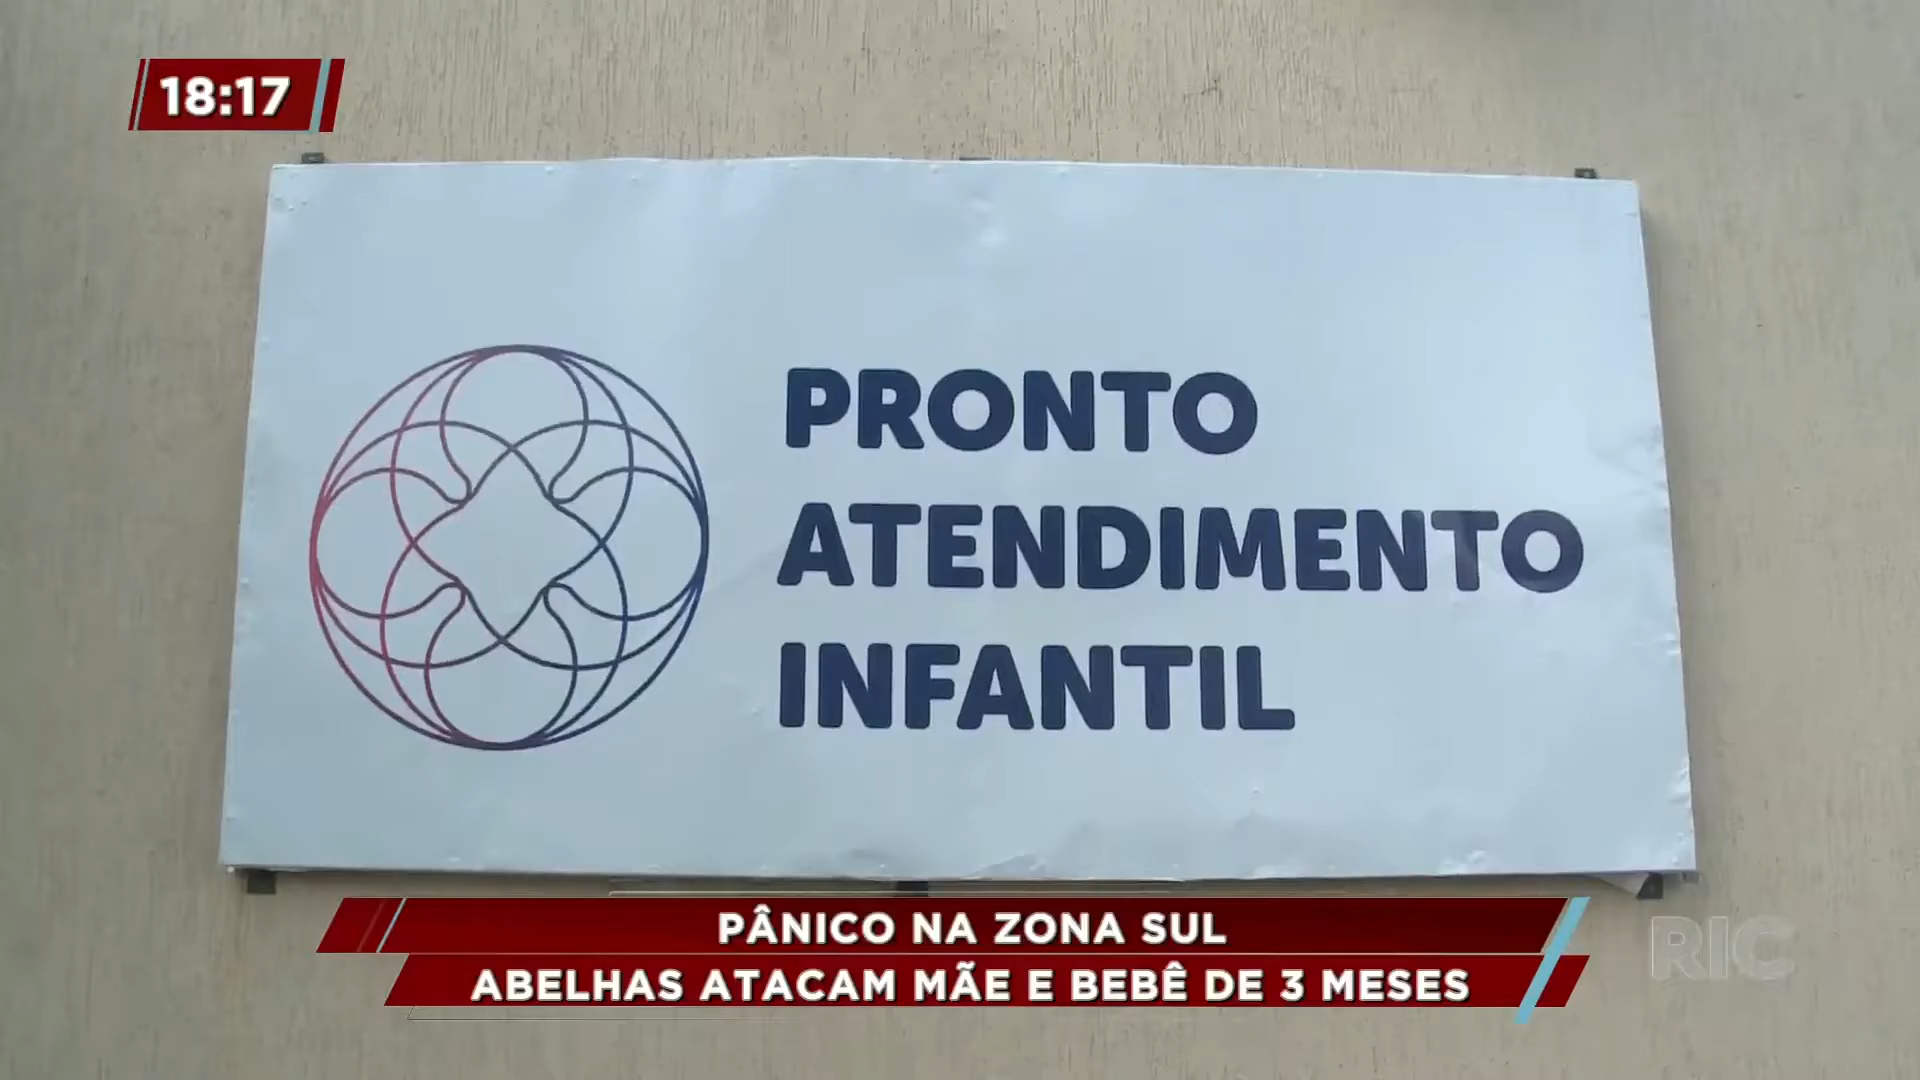 18:17
PRONTO
ATENDIMENTO
INFANTIL
PÂNICO NA ZONA SUL
ABELHAS ATACAM MÃE E BEBÊ DE 3 MESES
RIC